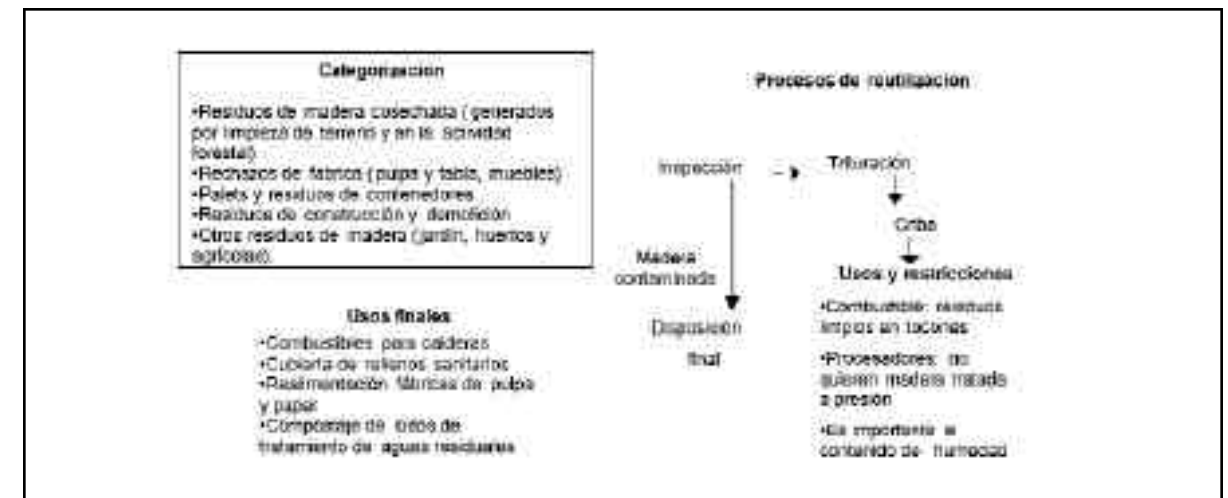 Categorización
•Residuos de madera cosechada (generados
por limpieza de terreno y en la actividad
forestal)
•Rechazos de fabrica (pulpa y tabla, muebles)
•Palets y residuos de contenedores
•Residuos de construcción y demolición
•Otros residuos de madera (jardín, huertos y
agrícolas).
Usos finales
•Combustibles para calderas
•Cubierta de rellenos sanitarios
•Realimentación fábricas de pulpa
y papel
•Compostaje de lodos de
tratamiento de aguas residuales
Procesos de reutilización
Inspección
Trituración
Criba
Madera
contaminada
Disposición
final
Usos y restricciones
•Combustible: residuos
limpios en tocones
•Procesadores: no
quieren madera tratada
a presión
•Es importante el
contenido de humedad